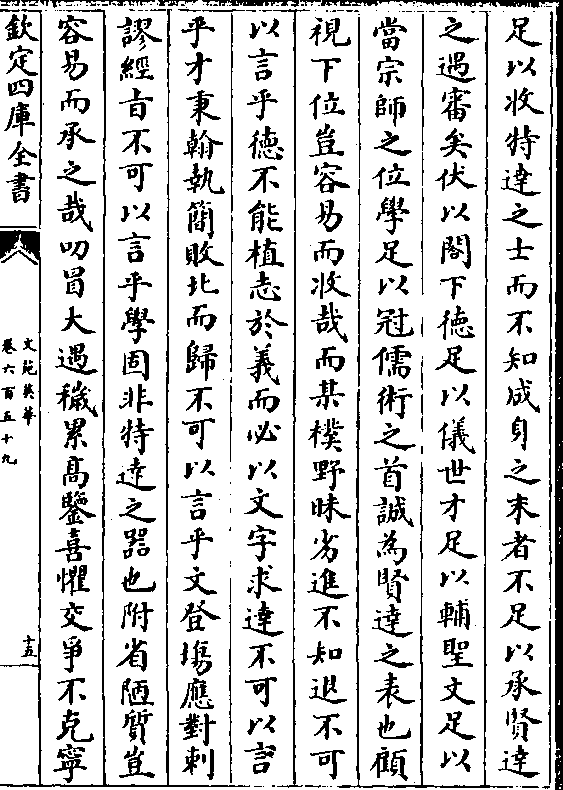 足以收特達之士而不知成身之末者不足以承賢達
之遇審矣伏以閣下德足以儀世才足以輔聖文足以
當宗師之位學足以冠儒術之首誠為賢達之表也顧
視下位豈容易而收哉而某樸野昧劣進不知退不可
以言乎德不能植志於義而必以文字求達不可以言
乎才秉翰執簡敗北而歸不可以言乎文登塲應對刺
謬經㫖不可以言乎學固非特達之器也附省陋質豈
容易而承之哉叨冒大遇穢累高鑒喜懼交爭不克寧
欽定四庫全書
文苑英華
卷六百五十九
十五